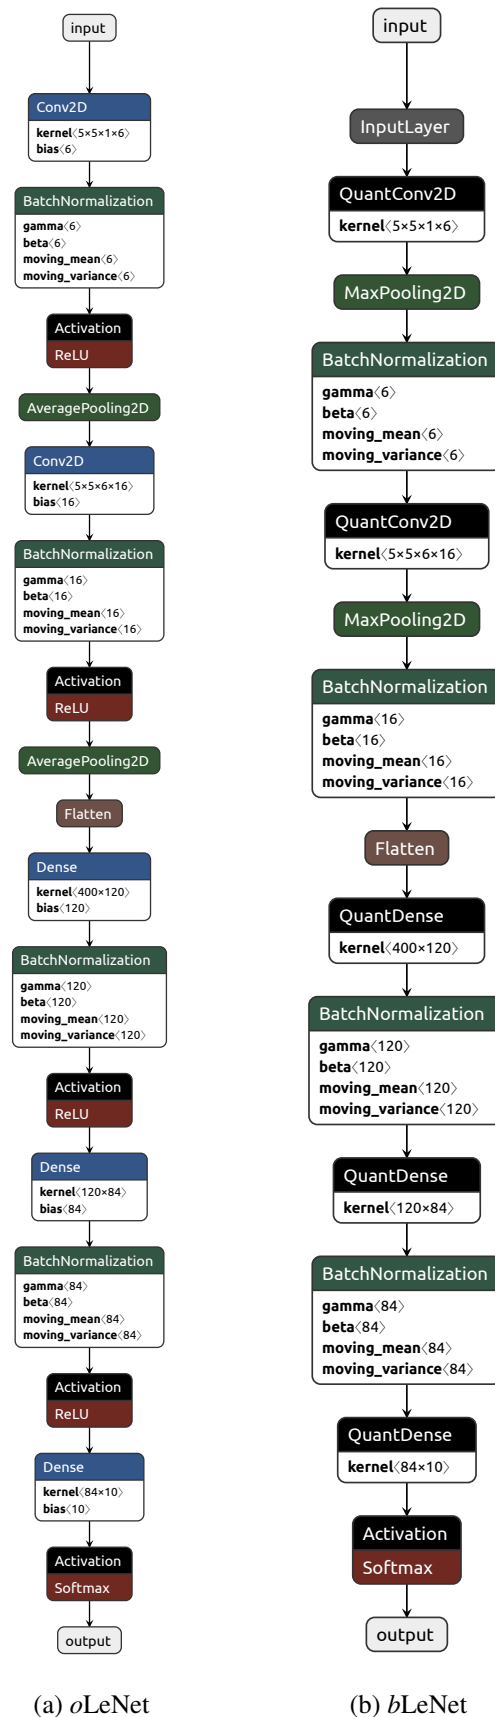 input
Conv2D
kernel⟨5×5×1×6⟩
bias⟨6⟩
BatchNormalization
gamma⟨6⟩
beta⟨6⟩
moving_mean⟨6⟩
moving_variance⟨6⟩
Activation
ReLU
AveragePooling2D
Conv2D
kernel⟨5×5×6×16⟩
bias⟨16⟩
BatchNormalization
gamma⟨16⟩
beta⟨16⟩
moving_mean⟨16⟩
moving_variance⟨16⟩
Activation
ReLU
AveragePooling2D
Flatten
Dense
kernel⟨400×120⟩
bias⟨120⟩
BatchNormalization
gamma⟨120⟩
beta⟨120⟩
moving_mean⟨120⟩
moving_variance⟨120⟩
Activation
ReLU
Dense
kernel⟨120×84⟩
bias⟨84⟩
BatchNormalization
gamma⟨84⟩
beta⟨84⟩
moving_mean⟨84⟩
moving_variance⟨84⟩
Activation
ReLU
Dense
kernel⟨84×10⟩
bias⟨10⟩
Activation
Softmax
output
(a) oLeNet
input
InputLayer
QuantConv2D
kernel⟨5×5×1×6⟩
MaxPooling2D
BatchNormalization
gamma⟨6⟩
beta⟨6⟩
moving_mean⟨6⟩
moving_variance⟨6⟩
QuantConv2D
kernel⟨5×5×6×16⟩
MaxPooling2D
BatchNormalization
gamma⟨16⟩
beta⟨16⟩
moving_mean⟨16⟩
moving_variance⟨16⟩
Flatten
QuantDense
kernel⟨400×120⟩
BatchNormalization
gamma⟨120⟩
beta⟨120⟩
moving_mean⟨120⟩
moving_variance⟨120⟩
QuantDense
kernel⟨120×84⟩
BatchNormalization
gamma⟨84⟩
beta⟨84⟩
moving_mean⟨84⟩
moving_variance⟨84⟩
QuantDense
kernel⟨84×10⟩
Activation
Softmax
output
(b) bLeNet